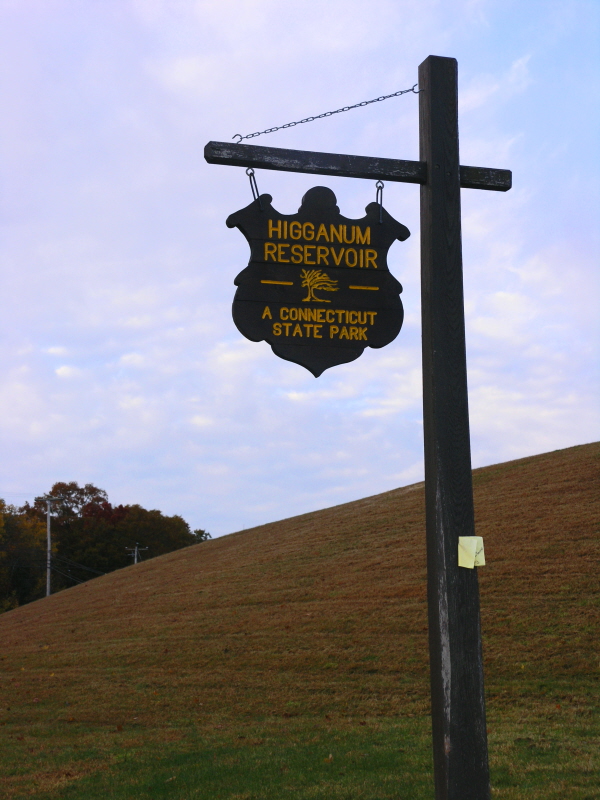 HIGGANUM
RESERVOIR
A CONNECTICUT
STATE PARK